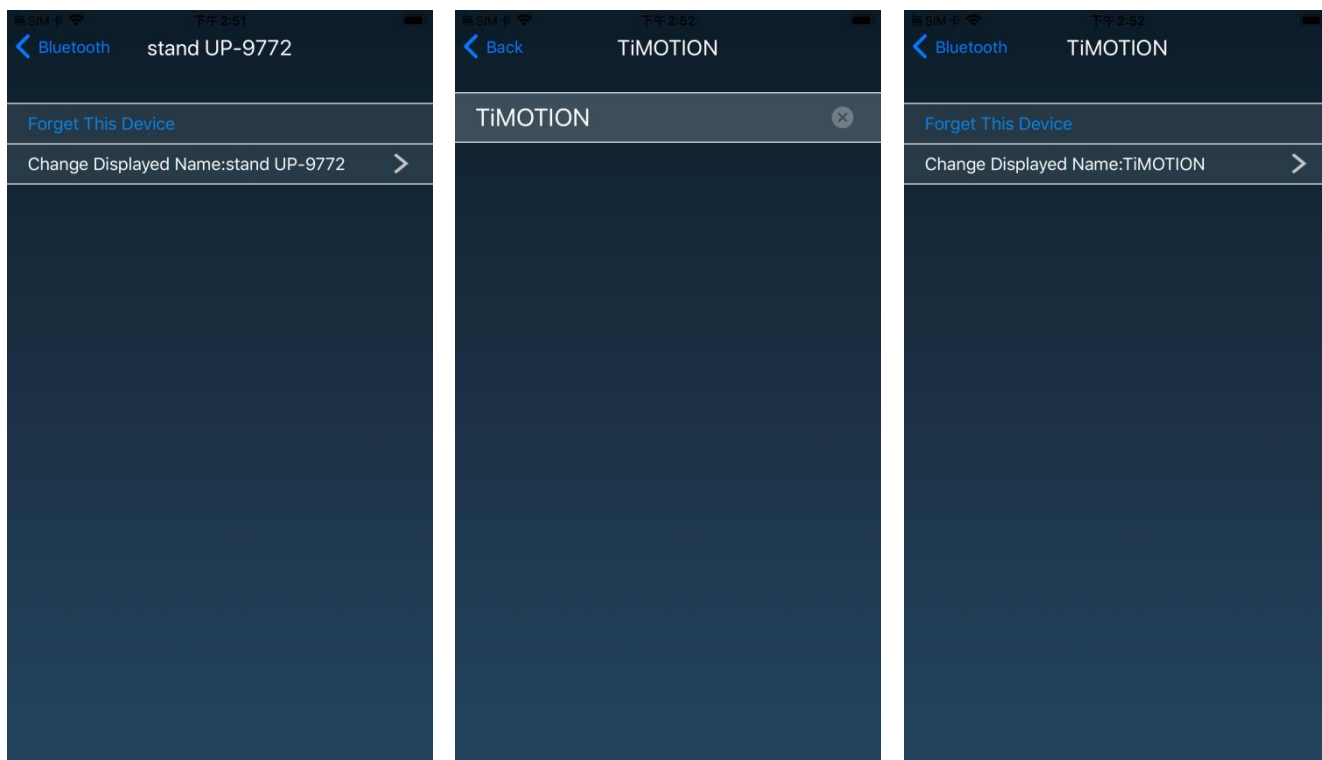 無SIM卡 下午2:51
Bluetooth stand UP-9772
Forget This Device
Change Displayed Name:stand UP-9772
無SIM卡 下午2:52
Back TiMOTION
TiMOTION
無SIM卡 下午2:52
Bluetooth TiMOTION
Forget This Device
Change Displayed Name:TiMOTION